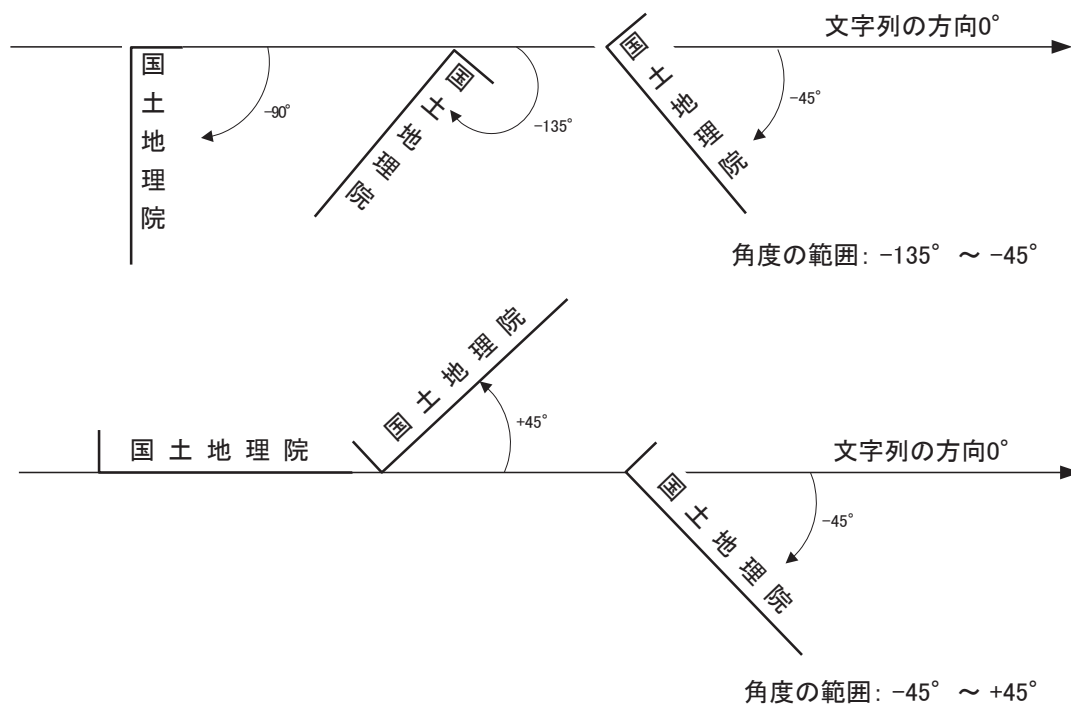 文字列の方向0°
国土地理院
-90°
国土地理院
-135°
国土地理院
-45°
角度の範囲: -135° ～ -45°
国土地理院
国土地理院
+45°
文字列の方向0°
国土地理院
-45°
角度の範囲: -45° ～ +45°